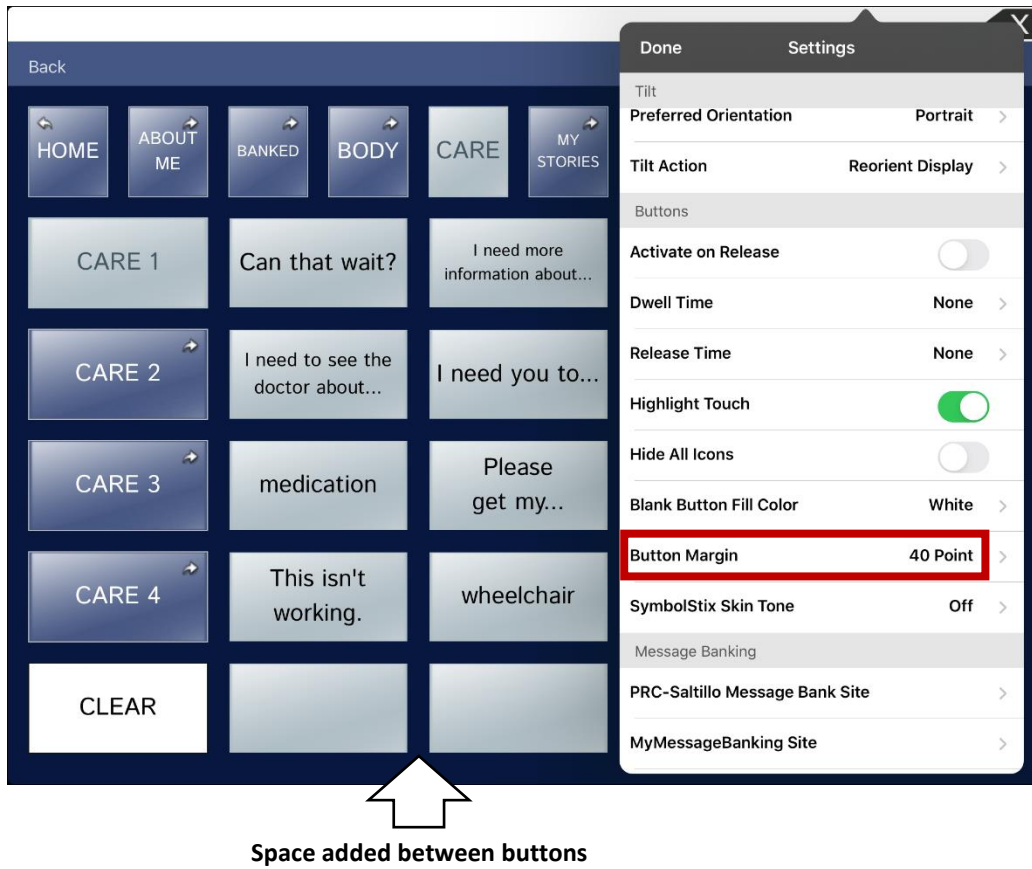 Back
HOME
ABOUT
ME
BANKED
BODY
CARE
MY
STORIES
CARE 1
Can that wait?
I need more
information about...
CARE 2
I need to see the
doctor about...
I need you to...
CARE 3
medication
Please
get my...
CARE 4
This isn't
working.
wheelchair
CLEAR
X
Done Settings
Tilt
Preferred Orientation Portrait
Tilt Action Reorient Display
Buttons
Activate on Release
Dwell Time None
Release Time None
Highlight Touch
Hide All Icons
Blank Button Fill Color White
Button Margin 40 Point
SymbolStix Skin Tone Off
Message Banking
PRC-Saltillo Message Bank Site
MyMessageBanking Site
Space added between buttons